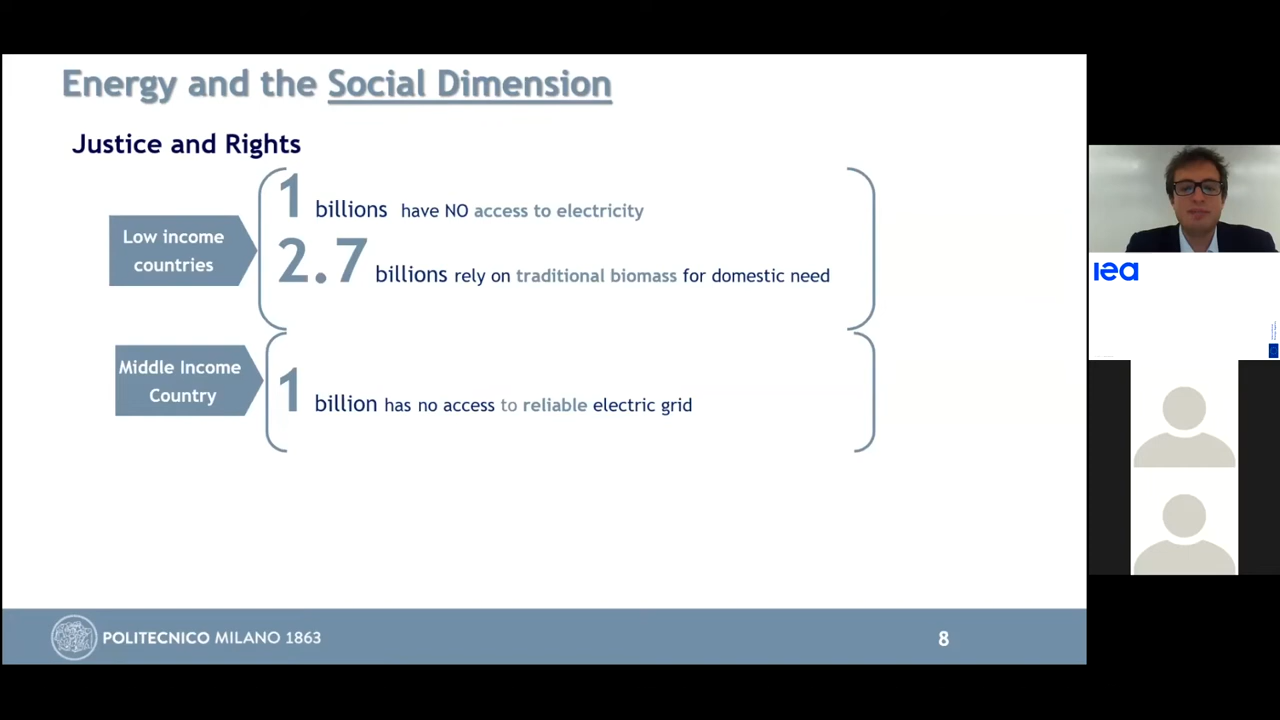 Energy and the Social Dimension
Justice and Rights
Low income
countries
1 billions have NO access to electricity
2.7 billions rely on traditional biomass for domestic need
Middle Income
Country
1 billion has no access to reliable electric grid
iea
POLITECNICO MILANO 1863
8